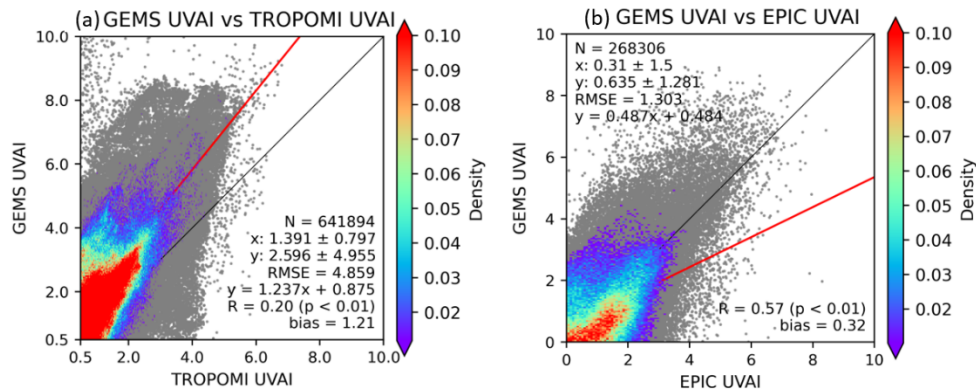 (a) GEMS UVAI vs TROPOMI UVAI
10.0
8.0
6.0
4.0
2.0
0.5
GEMS UVAI
N = 641894
x: 1.391 ± 0.797
y: 2.596 ± 4.955
RMSE = 4.859
y = 1.237x + 0.875
R = 0.20 (p < 0.01)
bias = 1.21
0.5 2.0 4.0 6.0 8.0 10.0
TROPOMI UVAI
0.10
0.09
0.08
0.07
0.06
0.05
0.04
0.03
0.02
Density
(b) GEMS UVAI vs EPIC UVAI
10
8
6
4
2
0
GEMS UVAI
N = 268306
x: 0.31 ± 1.5
y: 0.635 ± 1.281
RMSE = 1.303
y = 0.487x + 0.484
R = 0.57 (p < 0.01)
bias = 0.32
0 2 4 6 8 10
EPIC UVAI
0.10
0.09
0.08
0.07
0.06
0.05
0.04
0.03
0.02
Density